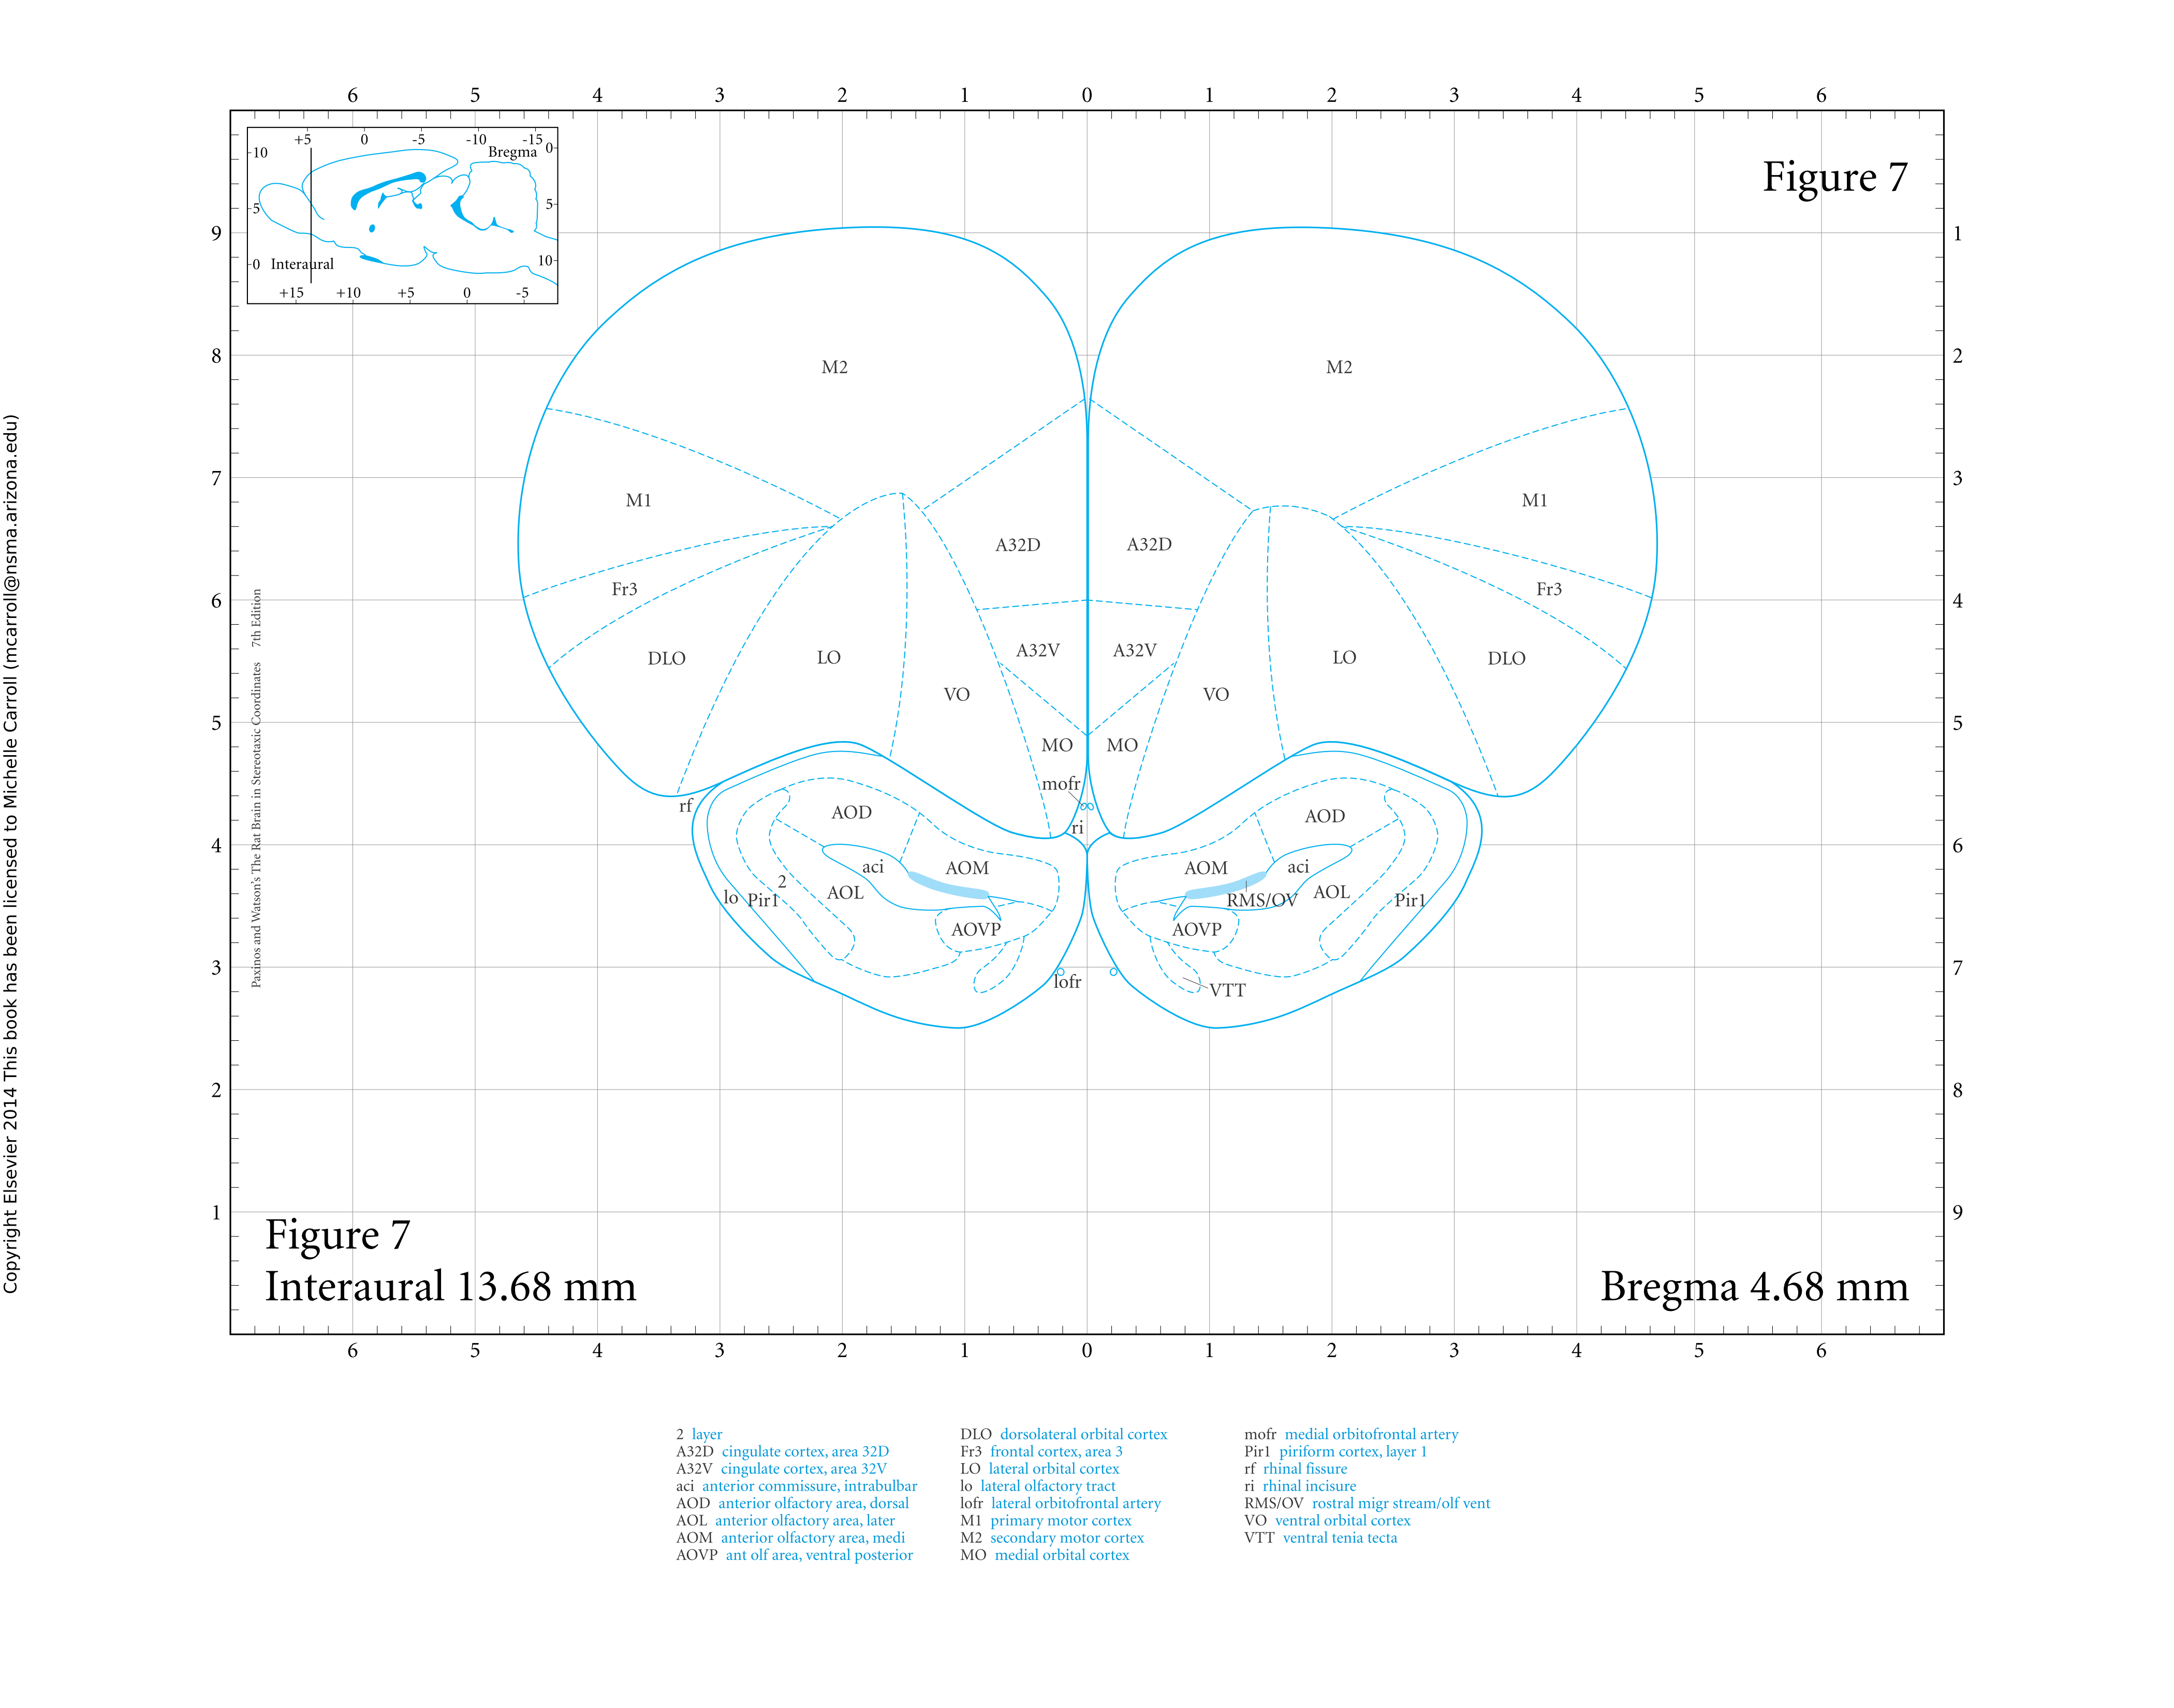 6 5 4 3 2 1 0 1 2 3 4 5 6
+5 0 -5 -10 -15
Bregma 0
10
5
5
0 Interaural
10
+15 +10 +5 0 -5
Figure 7
9 1
8 2
7 3
6 4
5 5
4 6
3 7
2 8
1 9
M2 M2
M1 M1
A32D A32D
Fr3 Fr3
A32V A32V
DLO LO LO DLO
VO VO
MO MO
mofr
rf
AOD AOD
ri
aci AOM AOM aci
2
lo Pir1 AOL RMS/OV AOL Pir1
AOVP AOVP
lofr VTT
Copyright Elsevier 2014 This book has been licensed to Michelle Carroll (mcarroll@nsma.arizona.edu)
Paxinos and Watson's The Rat Brain in Stereotaxic Coordinates 7th Edition
Figure 7
Interaural 13.68 mm
Bregma 4.68 mm
6 5 4 3 2 1 0 1 2 3 4 5 6
2 layer
A32D cingulate cortex, area 32D
A32V cingulate cortex, area 32V
aci anterior commissure, intrabulbar
AOD anterior olfactory area, dorsal
AOL anterior olfactory area, later
AOM anterior olfactory area, medi
AOVP ant olf area, ventral posterior
DLO dorsolateral orbital cortex
Fr3 frontal cortex, area 3
LO lateral orbital cortex
lo lateral olfactory tract
lofr lateral orbitofrontal artery
M1 primary motor cortex
M2 secondary motor cortex
MO medial orbital cortex
mofr medial orbitofrontal artery
Pir1 piriform cortex, layer 1
rf rhinal fissure
ri rhinal incisure
RMS/OV rostral migr stream/olf vent
VO ventral orbital cortex
VTT ventral tenia tecta